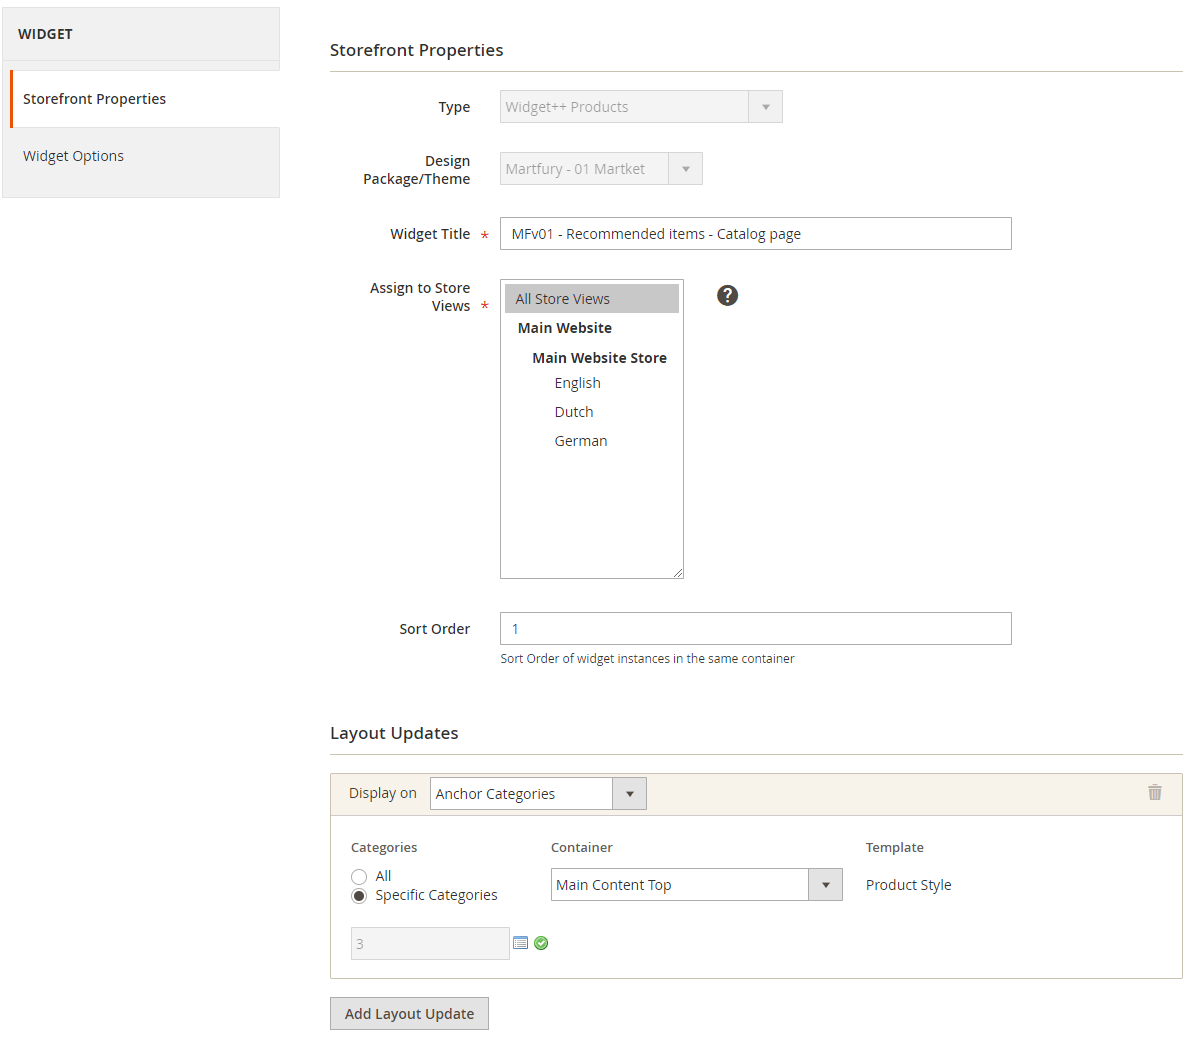 WIDGET
Storefront Properties
Widget Options
Storefront Properties
Type
Widget++ Products
Design
Package/Theme
Martfury - 01 Martket
Widget Title *
MFv01 - Recommended items - Catalog page
Assign to Store
Views *
All Store Views
?
Main Website
Main Website Store
English
Dutch
German
Sort Order
1
Sort Order of widget instances in the same container
Layout Updates
Display on
Anchor Categories
Categories
Container
Template
All
Specific Categories
Main Content Top
Product Style
3
Add Layout Update